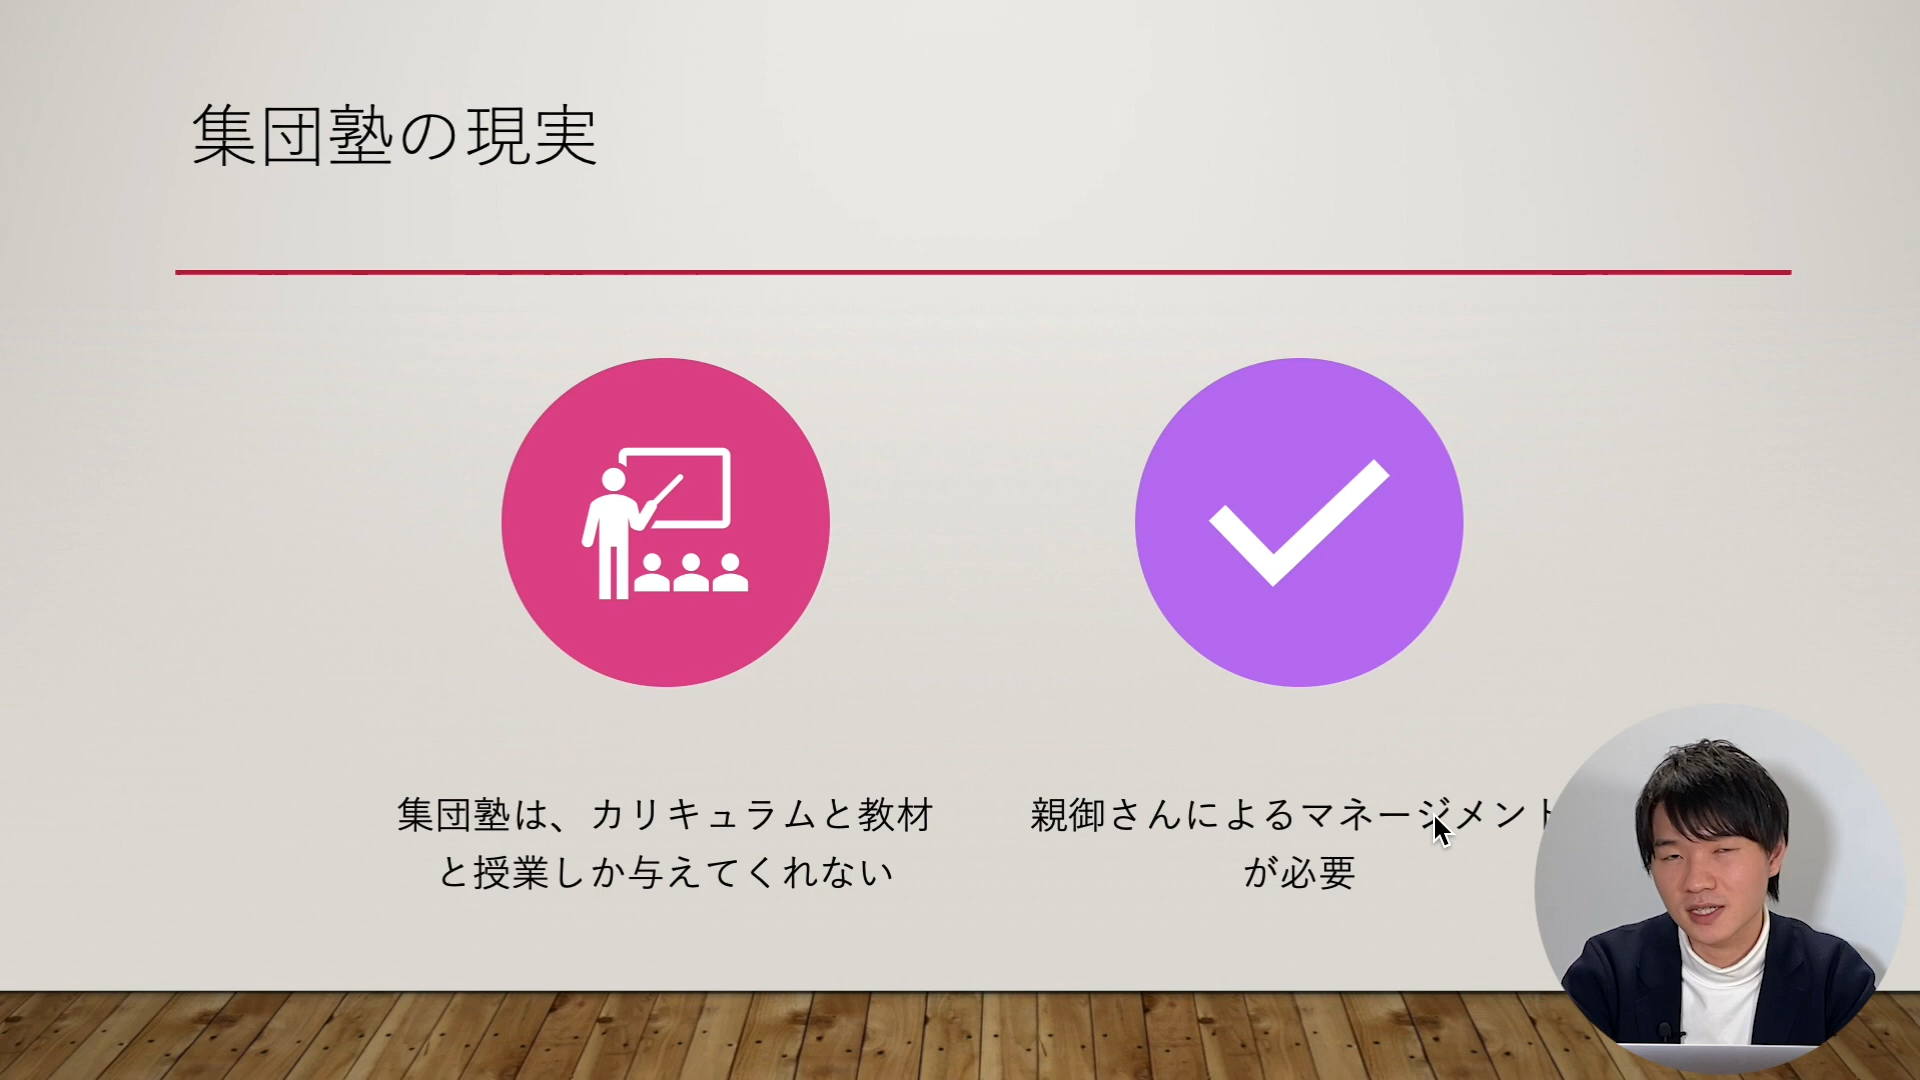 集団塾の現実
集団塾は、カリキュラムと教材
と授業しか与えてくれない
親御さんによるマネージメント
が必要